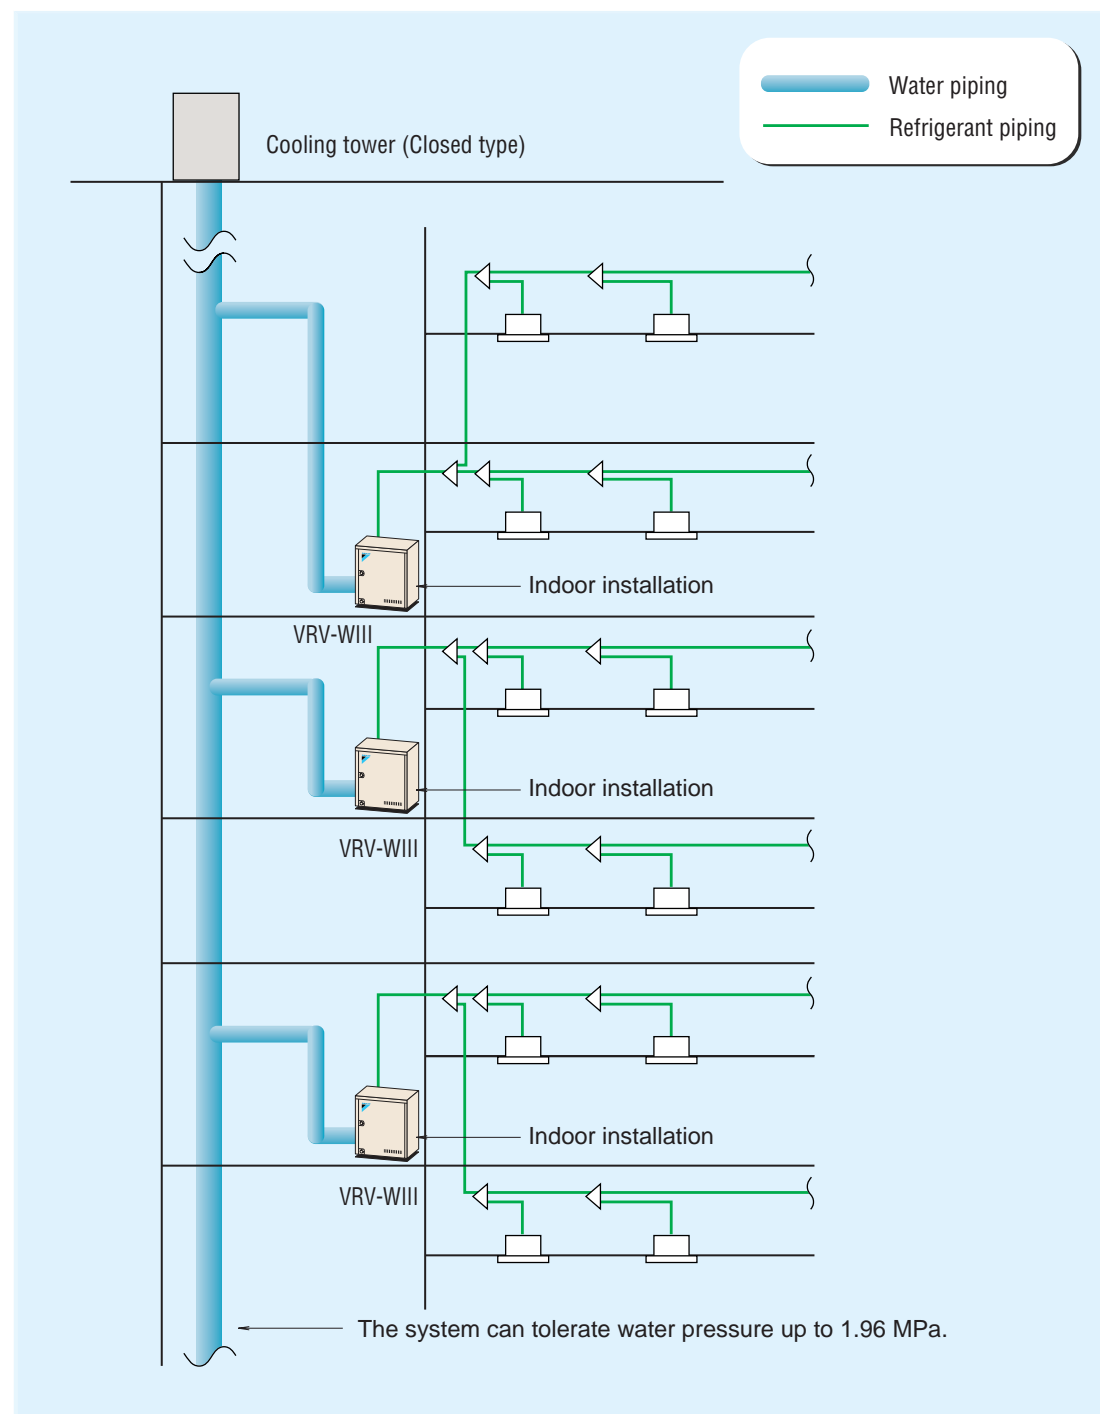 Water piping
Refrigerant piping
Cooling tower (Closed type)
Indoor installation
VRV-WIII
Indoor installation
VRV-WIII
Indoor installation
VRV-WIII
The system can tolerate water pressure up to 1.96 MPa.